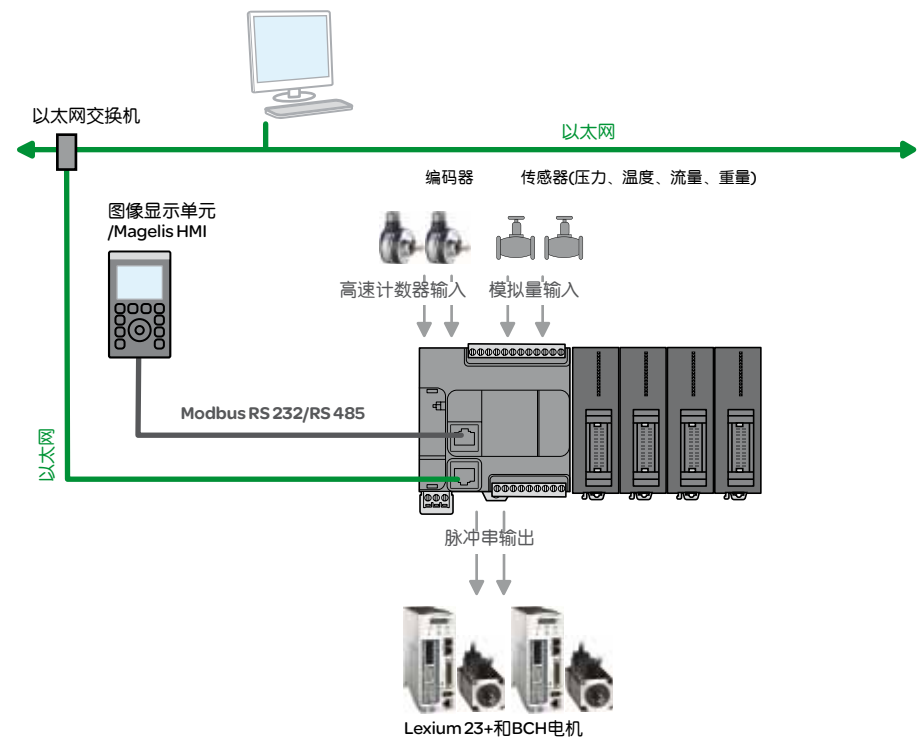 以太网交换机
以太网
编码器
传感器(压力、温度、流量、重量)
图像显示单元
/Magelis HMI
高速计数器输入
模拟量输入
Modbus RS 232/RS 485
以太网
脉冲串输出
Lexium 23+和BCH电机